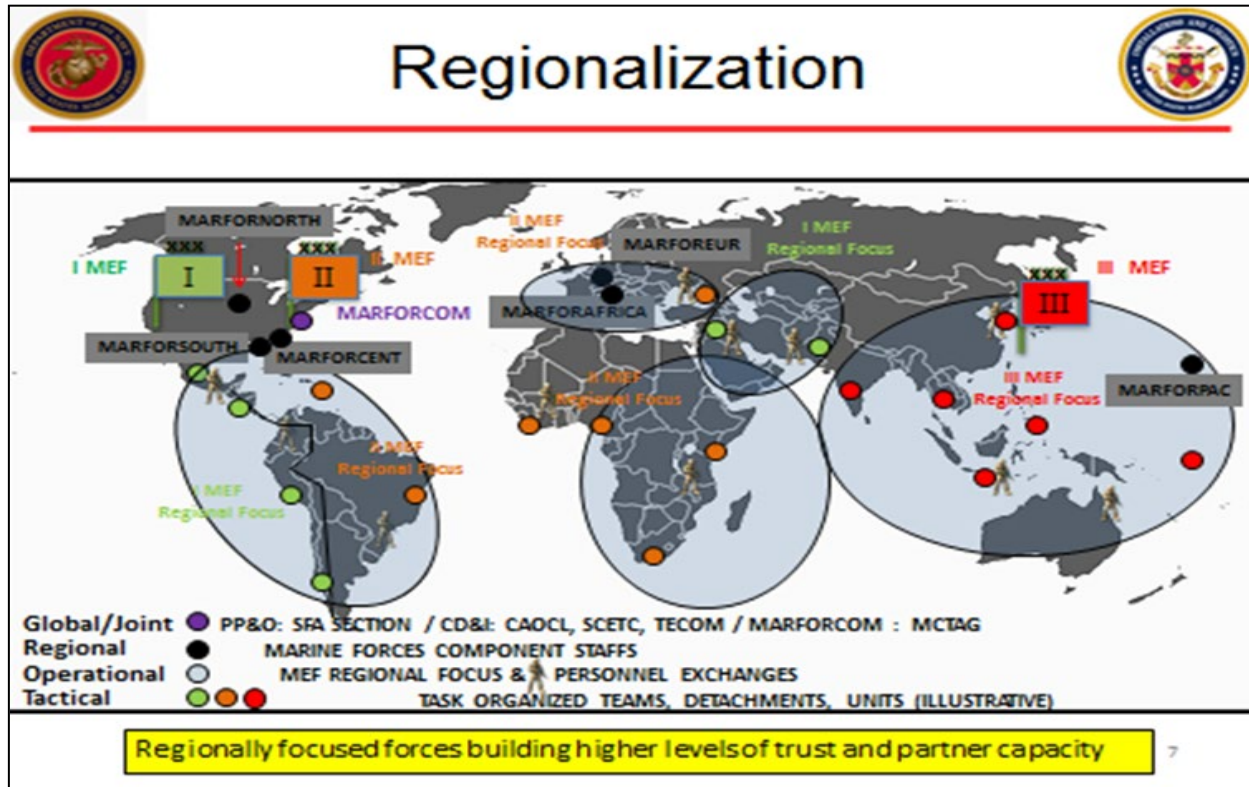 Regionalization
MARFORNORTH
XXX
XXX
I MEF
I
II
II MEF
MARFORCOM
MARFORSOUTH
MARFORCENT
II MEF
Regional Focus
MARFOREUR
I MEF
Regional Focus
MARFORAFRICA
XXX
III MEF
III
MARFORPAC
II MEF
Regional Focus
III MEF
Regional Focus
Regional Focus
I MEF
Regional Focus
Global/Joint PP&O: SFA SECTION / CD&I: CAOCL, SCETC, TECOM / MARFORCOM : MCTAG
Regional MARINE FORCES COMPONENT STAFFS
Operational MEF REGIONAL FOCUS & PERSONNEL EXCHANGES
Tactical TASK ORGANIZED TEAMS, DETACHMENTS, UNITS (ILLUSTRATIVE)
Regionally focused forces building higher levels of trust and partner capacity
7